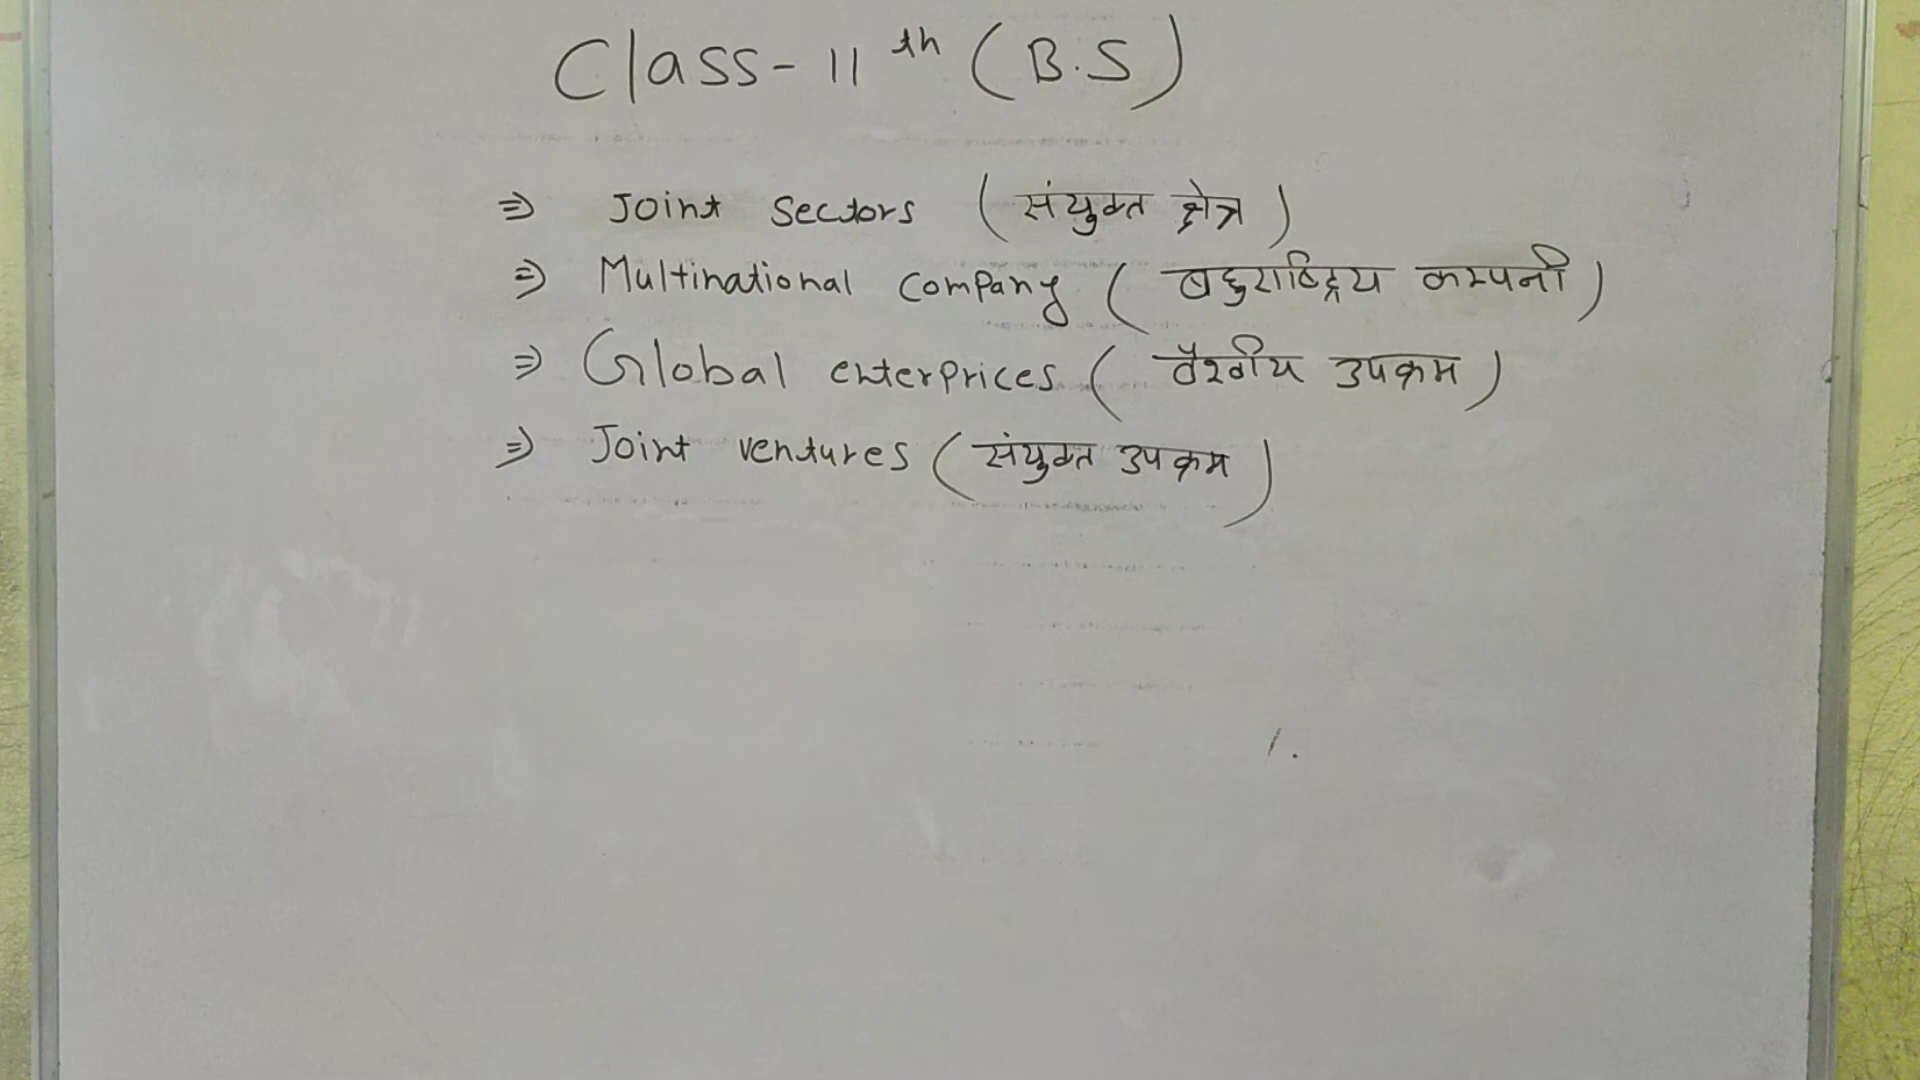 Class-11th (B.S)
⇒ Joint Sectors (संयुक्त क्षेत्र)
⇒ Multinational Company (बहुराष्ट्रिय कम्पनी)
⇒ Global enterprices (वैश्वीय उपक्रम)
⇒ Joint ventures (संयुक्त उपक्रम)